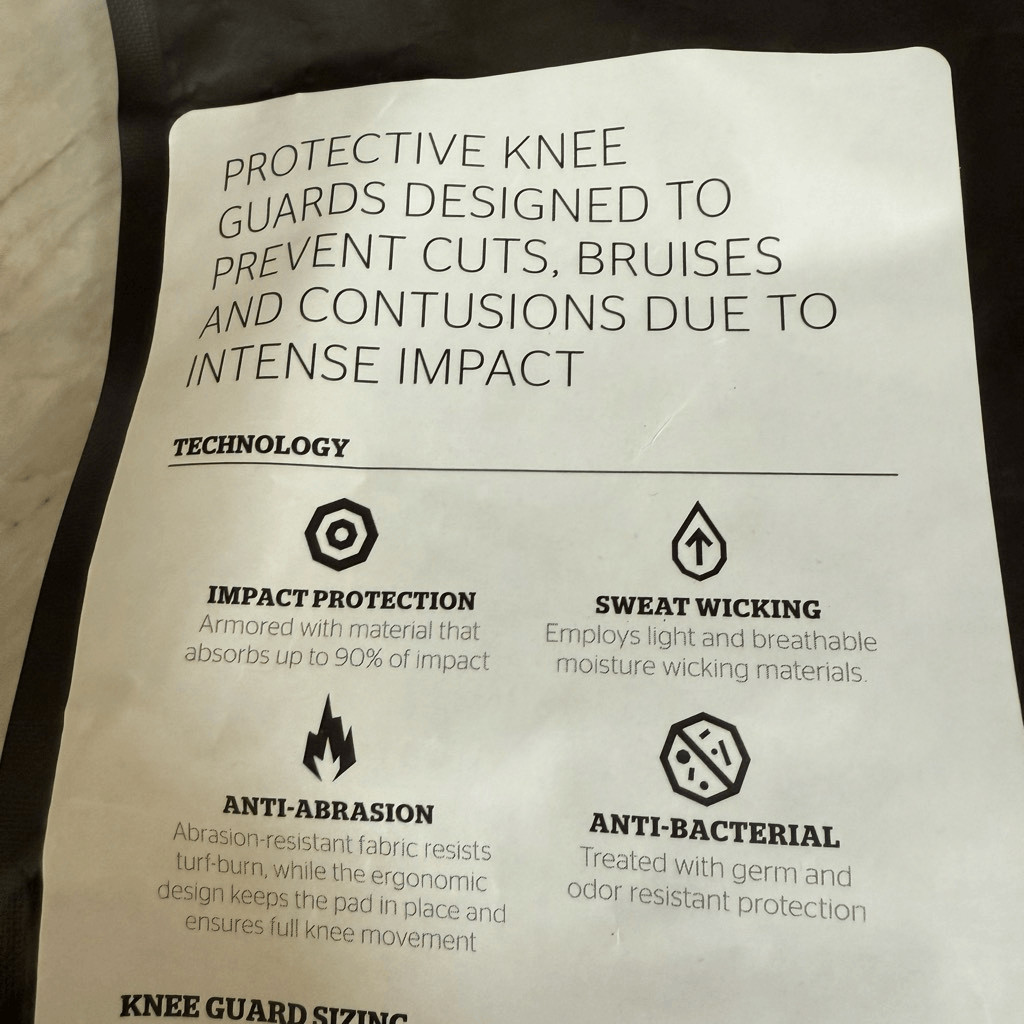 PROTECTIVE KNEE
GUARDS DESIGNED TO
PREVENT CUTS, BRUISES
AND CONTUSIONS DUE TO
INTENSE IMPACT
TECHNOLOGY
IMPACT PROTECTION
Armored with material that
absorbs up to 90% of impact
SWEAT WICKING
Employs light and breathable
moisture wicking materials.
ANTI-ABRASION
Abrasion-resistant fabric resists
turf-burn, while the ergonomic
design keeps the pad in place and
ensures full knee movement
ANTI-BACTERIAL
Treated with germ and
odor resistant protection
KNEE GUARD SIZING